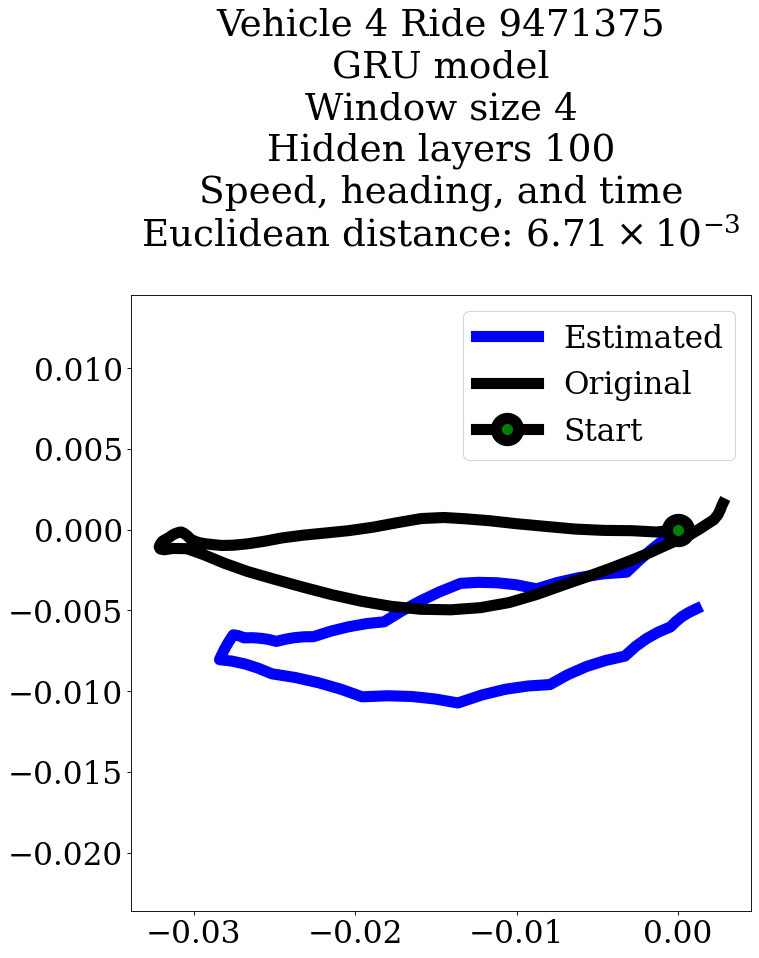 Vehicle 4 Ride 9471375
GRU model
Window size 4
Hidden layers 100
Speed, heading, and time
Euclidean distance: 6.71 × 10⁻³
Estimated
Original
Start
0.010
0.005
0.000
−0.005
−0.010
−0.015
−0.020
−0.03 −0.02 −0.01 0.00